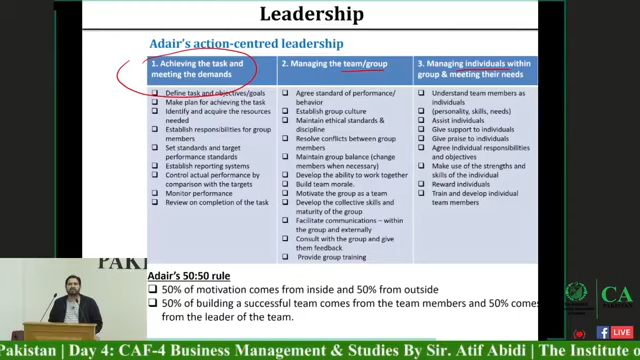 Leadership
Adair's action-centred leadership
1. Achieving the task and
meeting the demands
❑ Define task and objectives/goals
❑ Make plan for achieving the task
❑ Identify and acquire the resources
needed
❑ Establish responsibilities for group
members
❑ Set standards and target
performance standards
❑ Establish reporting systems
❑ Control actual performance by
comparison with the targets
❑ Monitor performance
❑ Review on completion of the task
2. Managing the team/group
❑ Agree standard of performance/
behavior
❑ Establish group culture
❑ Maintain ethical standards &
discipline
❑ Resolve conflicts between group
members
❑ Maintain group balance (change
members when necessary)
❑ Develop the ability to work together
❑ Build team morale.
❑ Motivate the group as a team
❑ Develop the collective skills and
maturity of the group
❑ Facilitate communications – within
the group and externally
❑ Consult with the group and give
them feedback
❑ Provide group training
3. Managing individuals within
group & meeting their needs
❑ Understand team members as
individuals
❑ (personality, skills, needs)
❑ Assist individuals
❑ Give support to individuals
❑ Give praise to individuals
❑ Agree individual responsibilities
and objectives
❑ Make use of the strengths and
skills of the individual
❑ Reward individuals
❑ Train and develop individual
team members
Adair's 50:50 rule
❑ 50% of motivation comes from inside and 50% from outside
❑ 50% of building a successful team comes from the team members and 50% comes
from the leader of the team.
PAKI
CA
PAKISTAN
f LIVE
Pakistan | Day 4: CAF-4 Business Management & Studies By Sir. Atif Abidi | The Institute o